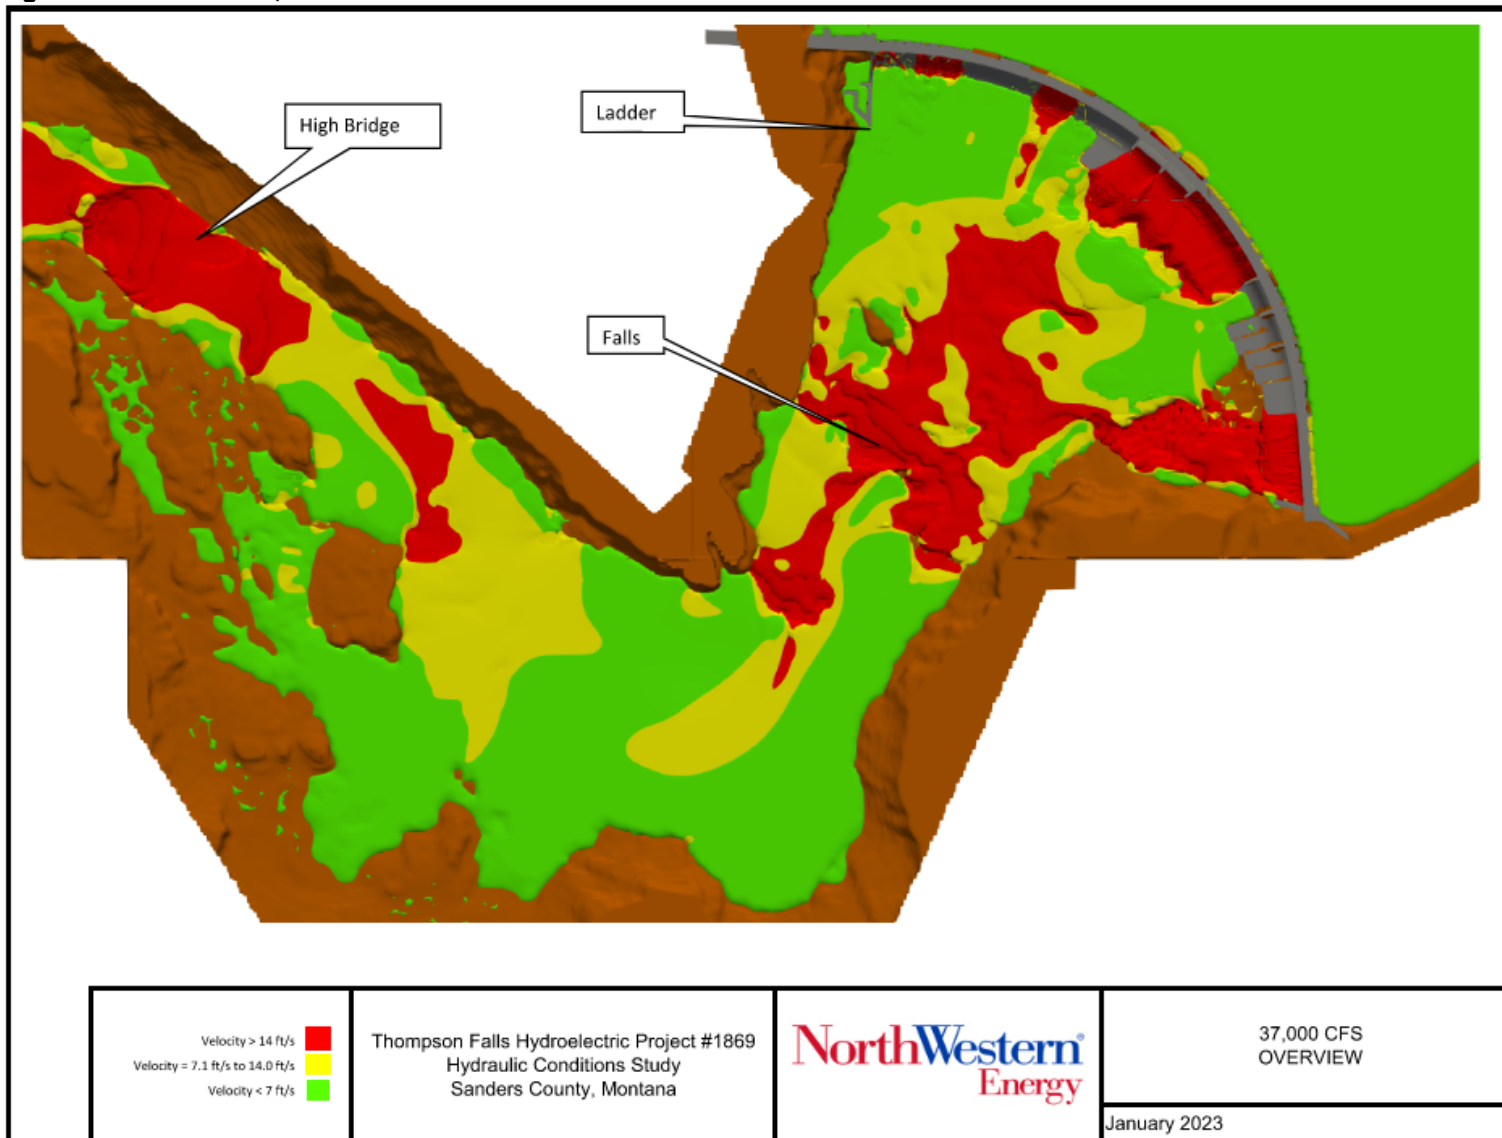 High Bridge
Ladder
Falls
Velocity > 14 ft/s
Velocity = 7.1 ft/s to 14.0 ft/s
Velocity < 7 ft/s
Thompson Falls Hydroelectric Project #1869
Hydraulic Conditions Study
Sanders County, Montana
NorthWestern®
Energy
37,000 CFS
OVERVIEW
January 2023